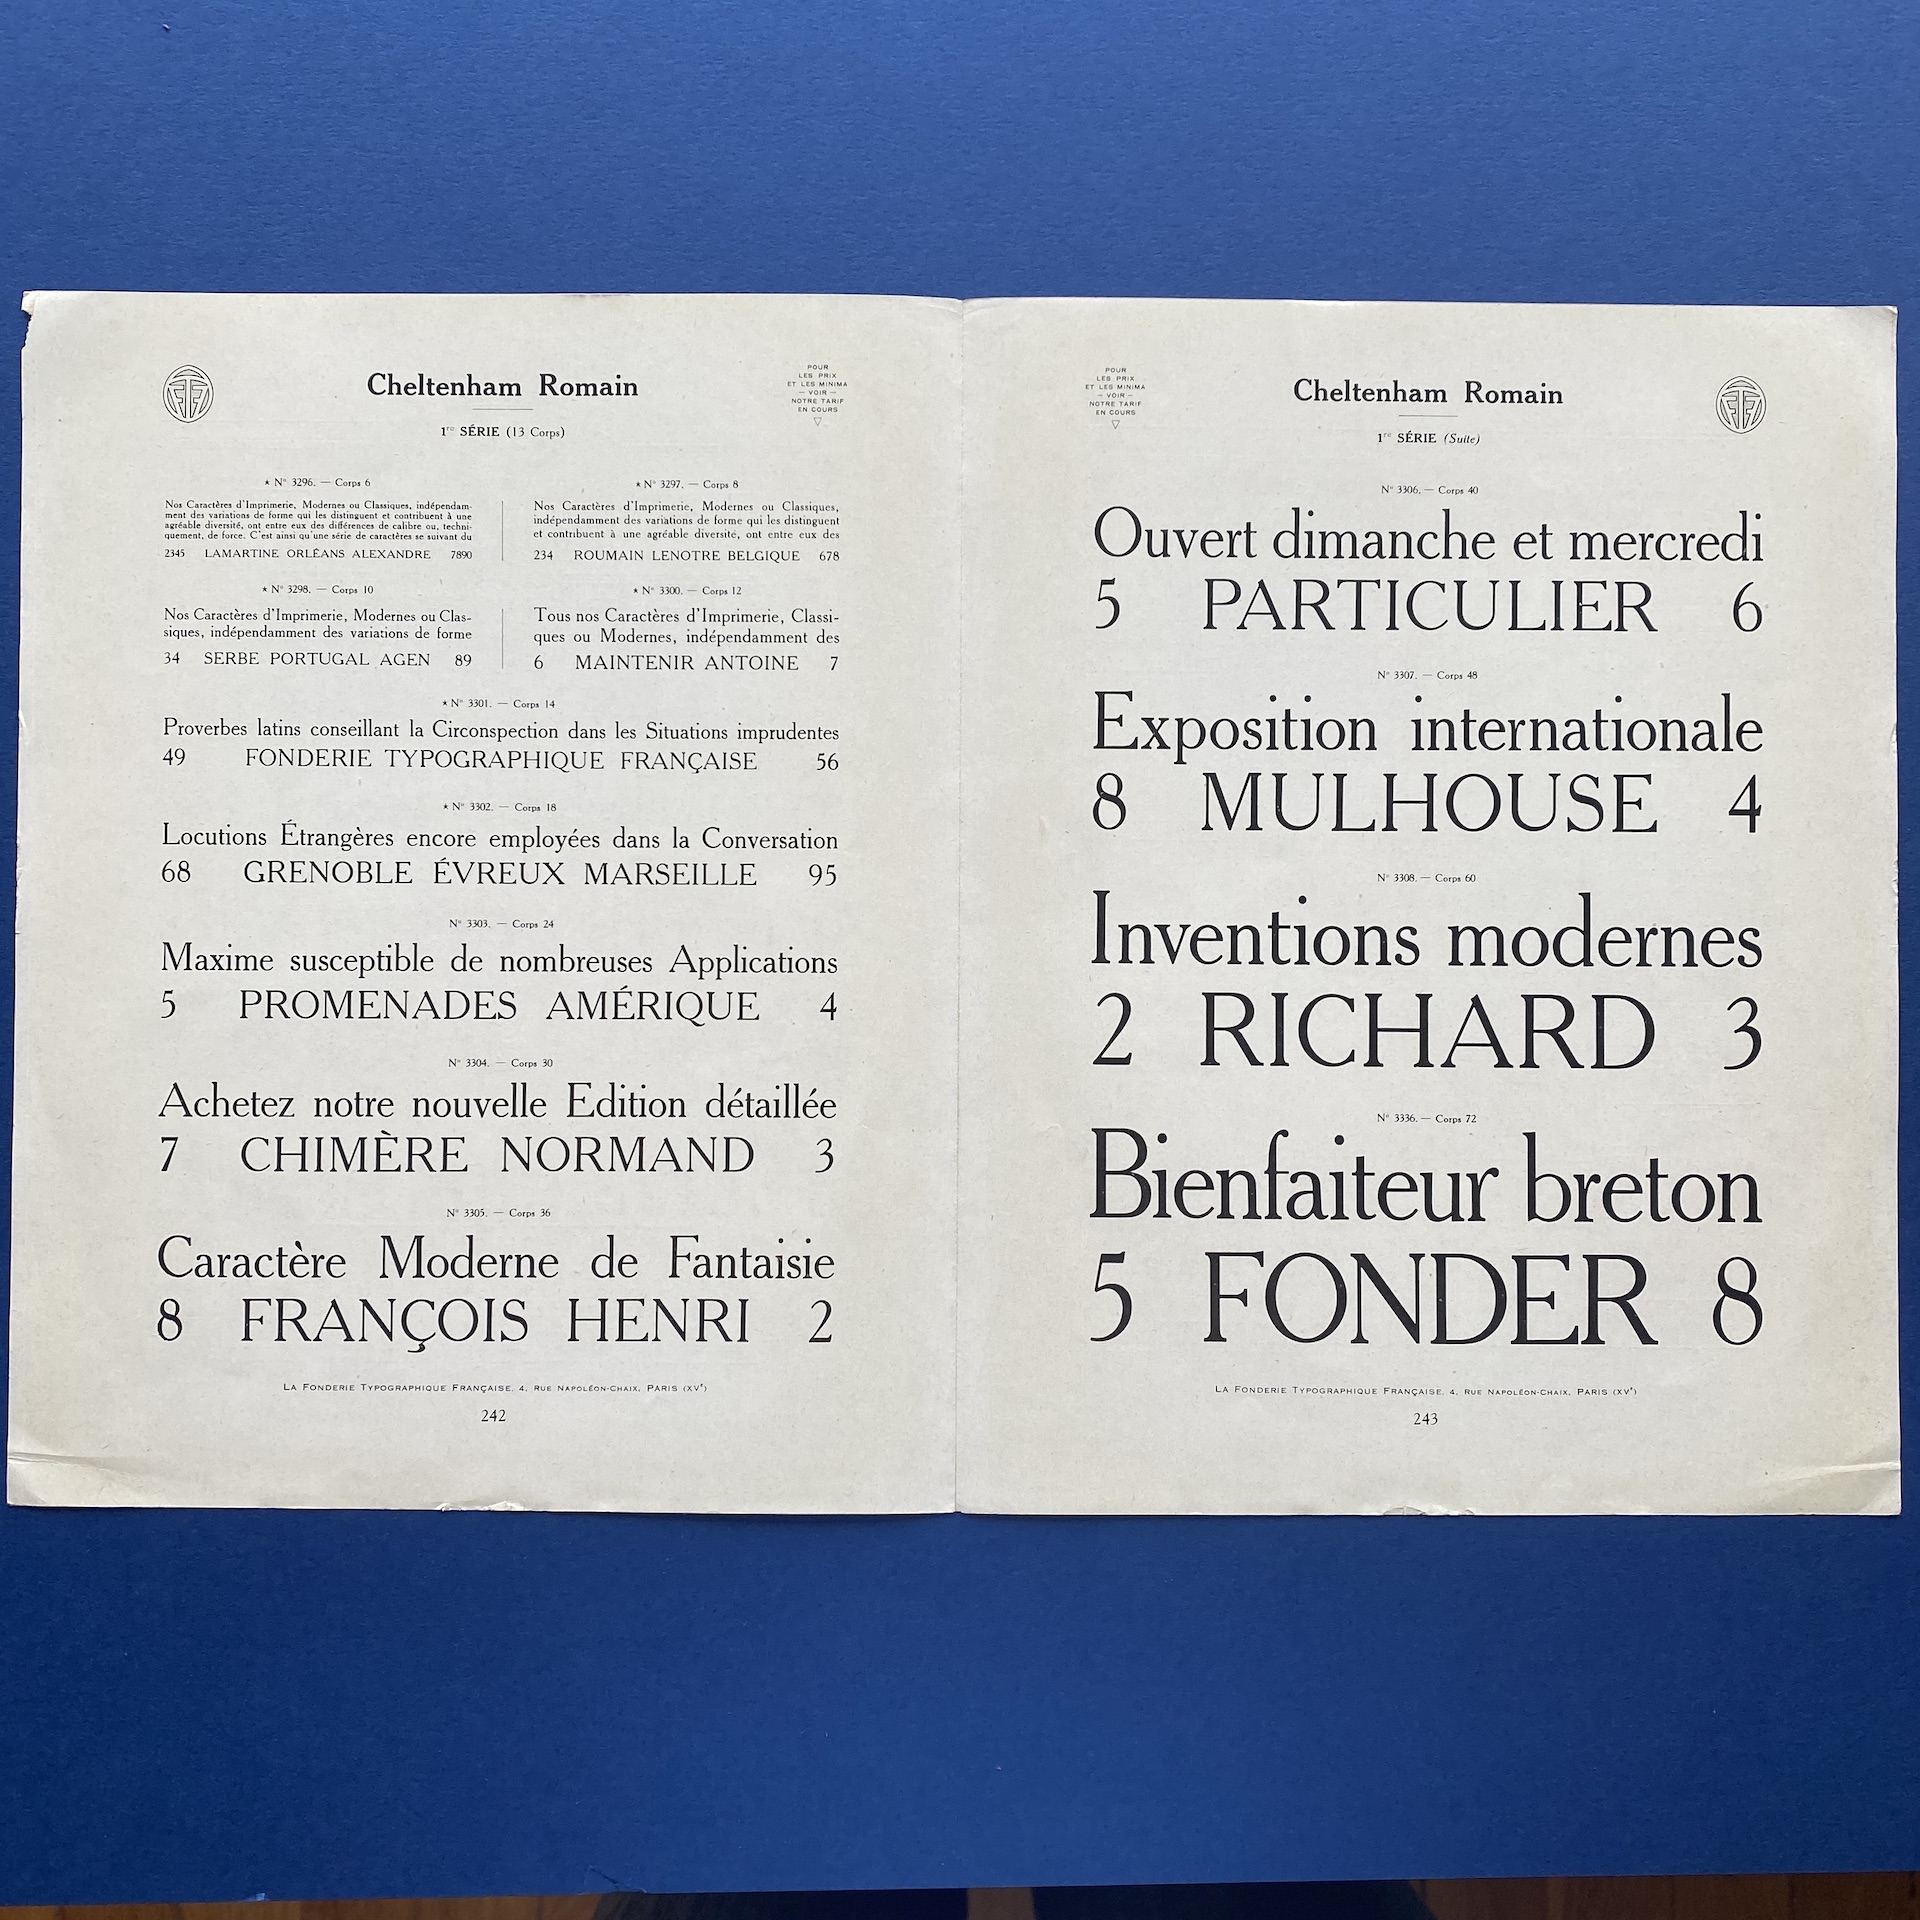 Cheltenham Romain
POUR
LES PRIX
ET LES MINIMA
— VOIR —
NOTRE TARIF
EN COURS
1re SÉRIE (13 Corps)
★ N° 3296. — Corps 6
Nos Caractères d'Imprimerie, Modernes ou Classiques, indépendam-
ment des variations de forme qui les distinguent et contribuent à une
agréable diversité, ont entre eux des différences de calibre ou, techni-
quement, de force. C'est ainsi qu'une série de caractères se suivant du
2345 LAMARTINE ORLÉANS ALEXANDRE 7890
★ N° 3297. — Corps 8
Nos Caractères d'Imprimerie, Modernes ou Classiques,
indépendamment des variations de forme qui les distinguent
et contribuent à une agréable diversité, ont entre eux des
234 ROUMAIN LENOTRE BELGIQUE 678
★ N° 3298. — Corps 10
Nos Caractères d'Imprimerie, Modernes ou Clas-
siques, indépendamment des variations de forme
34 SERBE PORTUGAL AGEN 89
★ N° 3300. — Corps 12
Tous nos Caractères d'Imprimerie, Classi-
ques ou Modernes, indépendamment des
6 MAINTENIR ANTOINE 7
★ N° 3301. — Corps 14
Proverbes latins conseillant la Circonspection dans les Situations imprudentes
49 FONDERIE TYPOGRAPHIQUE FRANÇAISE 56
★ N° 3302. — Corps 18
Locutions Étrangères encore employées dans la Conversation
68 GRENOBLE ÉVREUX MARSEILLE 95
N° 3303. — Corps 24
Maxime susceptible de nombreuses Applications
5 PROMENADES AMÉRIQUE 4
N° 3304. — Corps 30
Achetez notre nouvelle Edition détaillée
7 CHIMÈRE NORMAND 3
N° 3305. — Corps 36
Caractère Moderne de Fantaisie
8 FRANÇOIS HENRI 2
LA FONDERIE TYPOGRAPHIQUE FRANÇAISE, 4, RUE NAPOLÉON-CHAIX, PARIS (XVe)
242
POUR
LES PRIX
ET LES MINIMA
— VOIR —
NOTRE TARIF
EN COURS
Cheltenham Romain
1re SÉRIE (Suite)
N° 3306. — Corps 40
Ouvert dimanche et mercredi
5 PARTICULIER 6
N° 3307. — Corps 48
Exposition internationale
8 MULHOUSE 4
N° 3308. — Corps 60
Inventions modernes
2 RICHARD 3
N° 3336. — Corps 72
Bienfaiteur breton
5 FONDER 8
LA FONDERIE TYPOGRAPHIQUE FRANÇAISE, 4, RUE NAPOLÉON-CHAIX, PARIS (XVe)
243